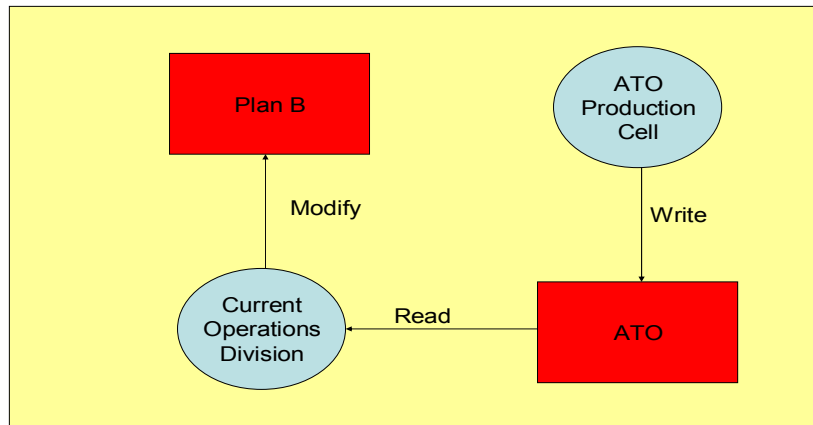 Plan B
ATO
Production
Cell
Modify
Write
Current
Operations
Division
Read
ATO